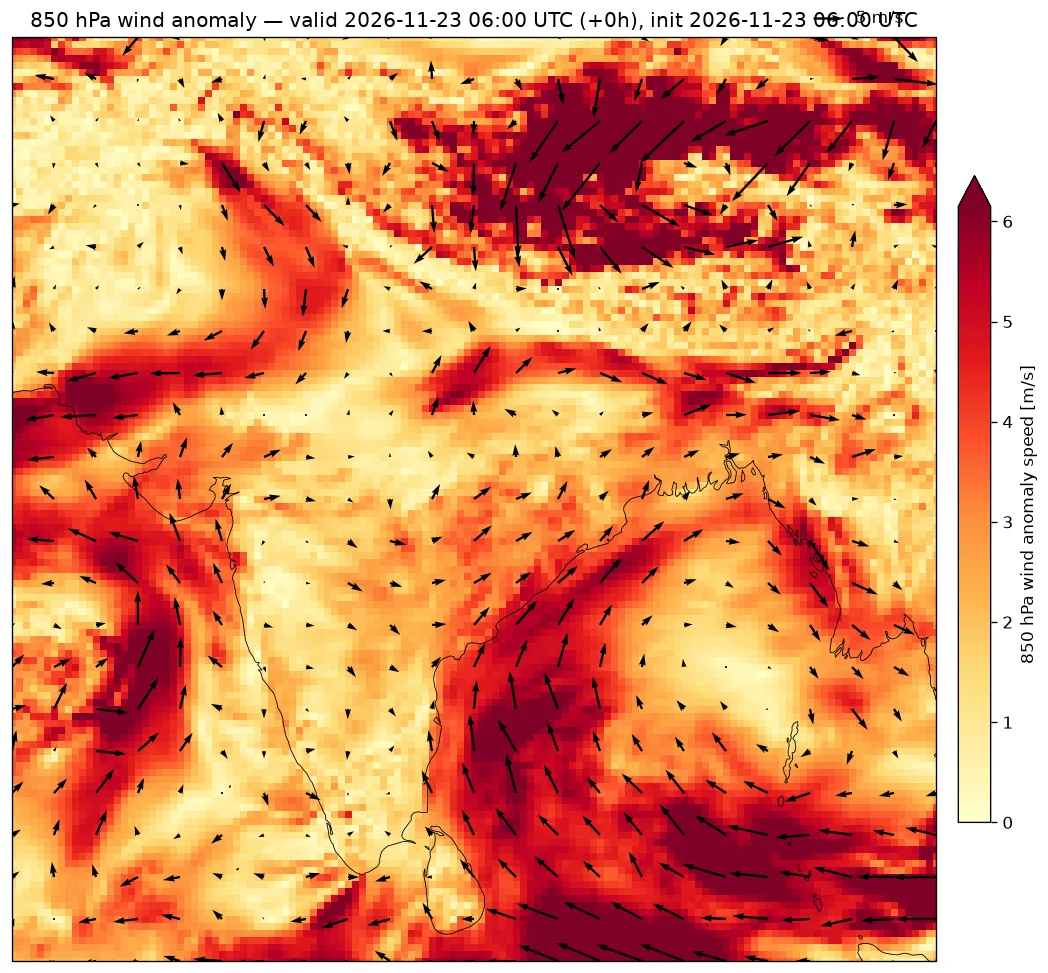 850 hPa wind anomaly — valid 2026-11-23 06:00 UTC (+0h), init 2026-11-23 06:00 UTC
5 m/s
6
5
4
3
2
1
0
850 hPa wind anomaly speed [m/s]